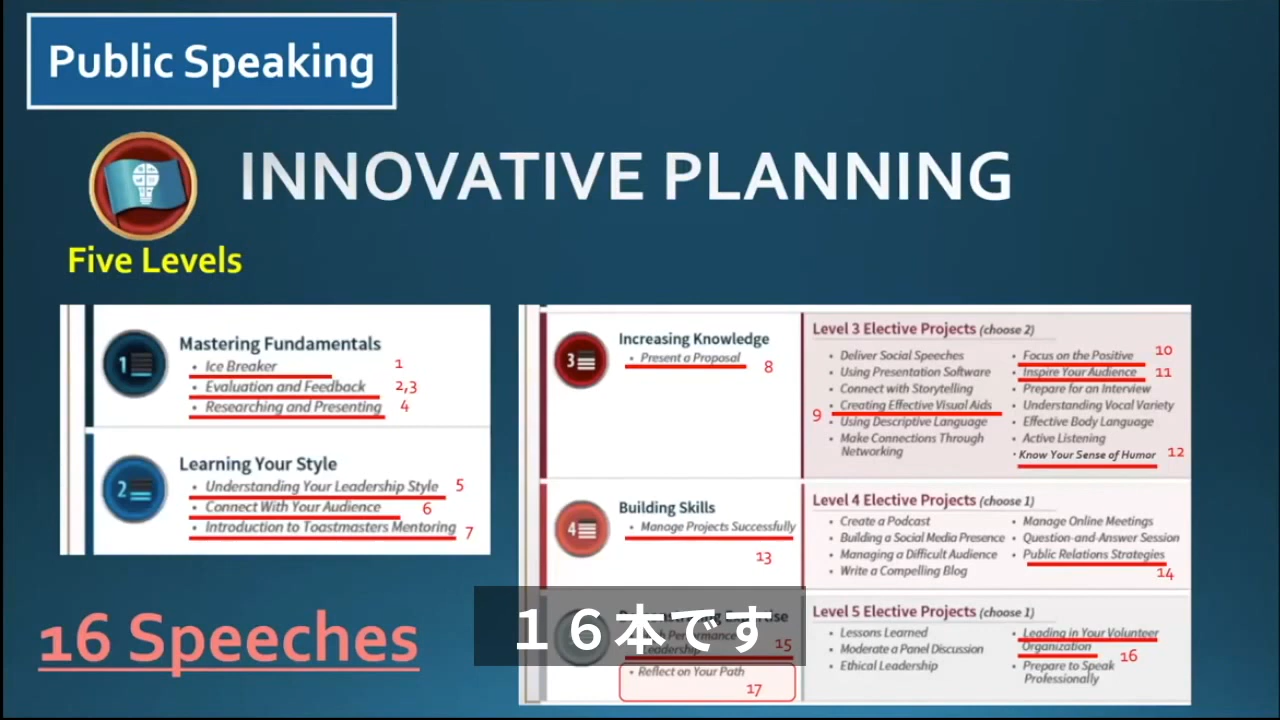 Public Speaking
INNOVATIVE PLANNING
Five Levels
1
Mastering Fundamentals
• Ice Breaker 1
• Evaluation and Feedback 2,3
• Researching and Presenting 4
2
Learning Your Style
• Understanding Your Leadership Style 5
• Connect With Your Audience 6
• Introduction to Toastmasters Mentoring 7
3
Increasing Knowledge
• Present a Proposal 8
Level 3 Elective Projects (choose 2)
• Deliver Social Speeches
• Using Presentation Software
• Connect with Storytelling
9 • Creating Effective Visual Aids
• Using Descriptive Language
• Make Connections Through
Networking
• Focus on the Positive 10
• Inspire Your Audience 11
• Prepare for an Interview
• Understanding Vocal Variety
• Effective Body Language
• Active Listening
• Know Your Sense of Humor 12
4
Building Skills
• Manage Projects Successfully
13
Level 4 Elective Projects (choose 1)
• Create a Podcast
• Building a Social Media Presence
• Managing a Difficult Audience
• Write a Compelling Blog
• Manage Online Meetings
• Question-and-Answer Session
• Public Relations Strategies
14
15
• Reflect on Your Path
17
Level 5 Elective Projects (choose 1)
• Lessons Learned
• Moderate a Panel Discussion
• Ethical Leadership
• Leading in Your Volunteer
Organization 16
• Prepare to Speak
Professionally
16 Speeches
１６本です